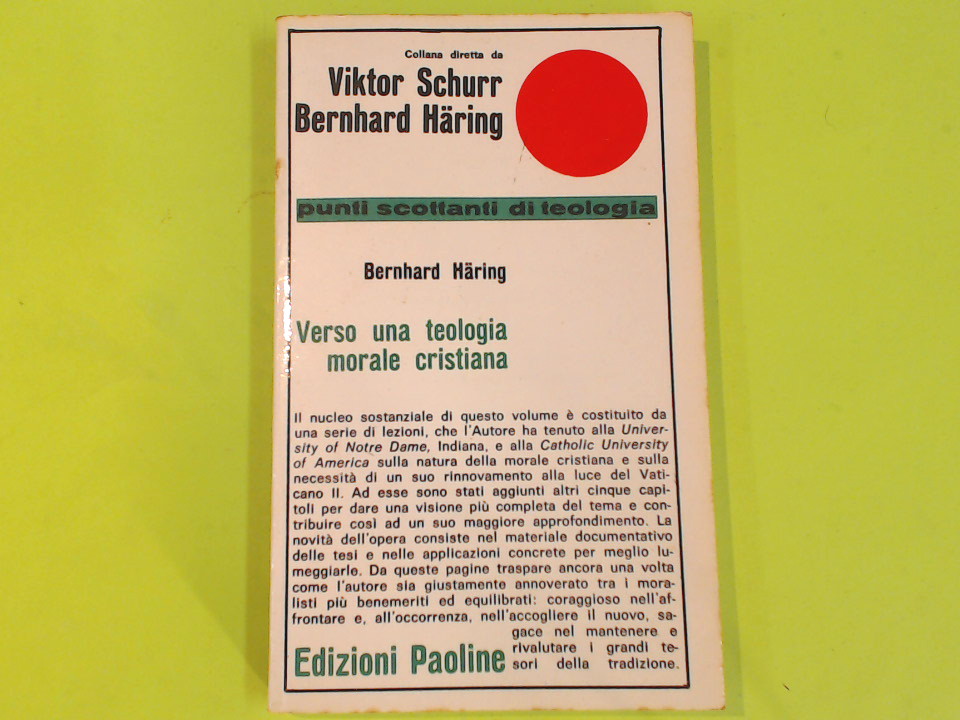 Collana diretta da
Viktor Schurr
Bernhard Häring
punti scottanti di teologia
Bernhard Häring
Verso una teologia
morale cristiana
Il nucleo sostanziale di questo volume è costituito da
una serie di lezioni, che l'Autore ha tenuto alla Univer-
sity of Notre Dame, Indiana, e alla Catholic University
of America sulla natura della morale cristiana e sulla
necessità di un suo rinnovamento alla luce del Vati-
cano II. Ad esse sono stati aggiunti altri cinque capi-
toli per dare una visione più completa del tema e con-
tribuire così ad un suo maggiore approfondimento. La
novità dell'opera consiste nel materiale documentativo
delle tesi e nelle applicazioni concrete per meglio lu-
meggiarle. Da queste pagine traspare ancora una volta
come l'autore sia giustamente annoverato tra i mora-
listi più benemeriti ed equilibrati: coraggioso nell'af-
frontare e, all'occorrenza, nell'accogliere il nuovo, sa-
gace nel mantenere e
rivalutare i grandi te-
sori della tradizione.
Edizioni Paoline